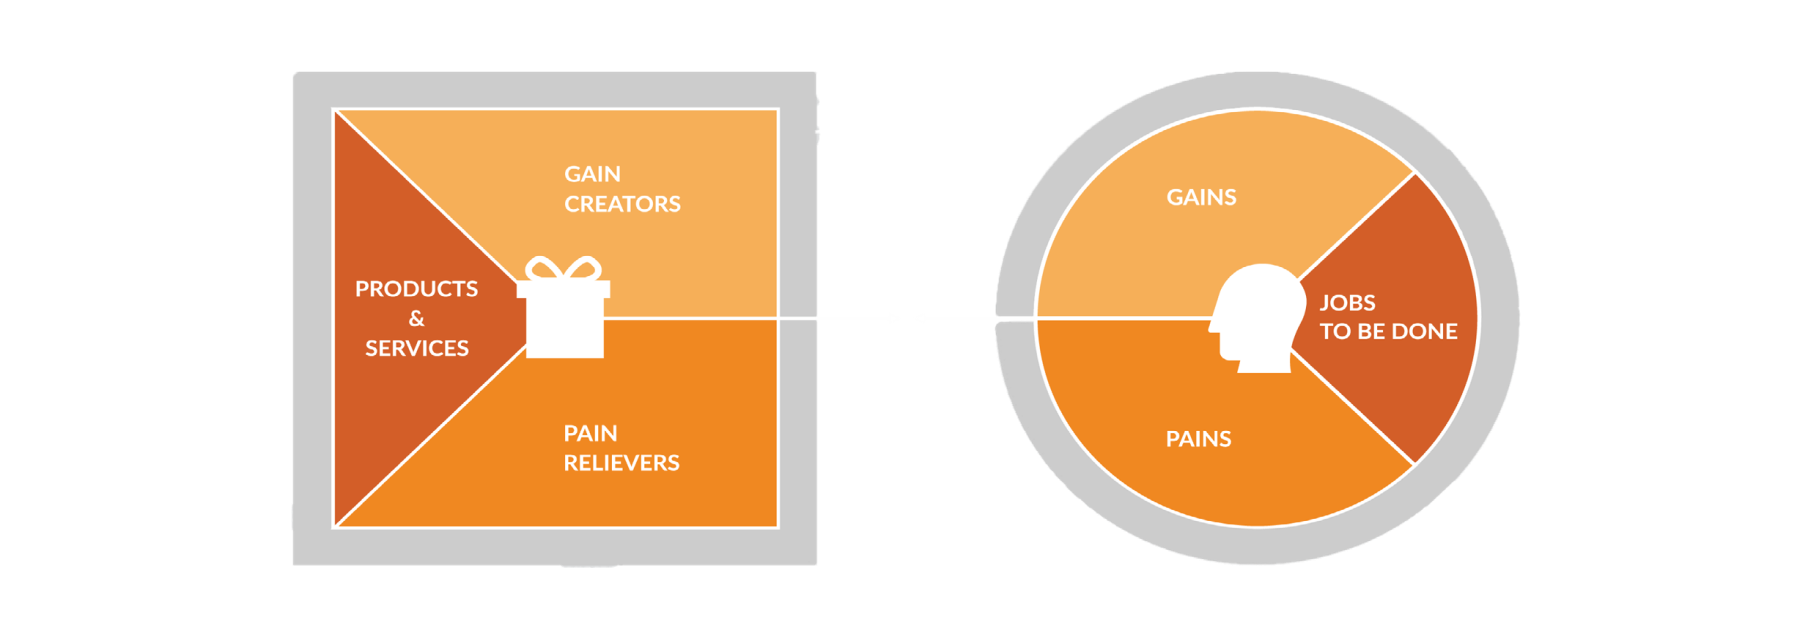 GAIN
CREATORS
PRODUCTS
&
SERVICES
PAIN
RELIEVERS
GAINS
JOBS
TO BE DONE
PAINS